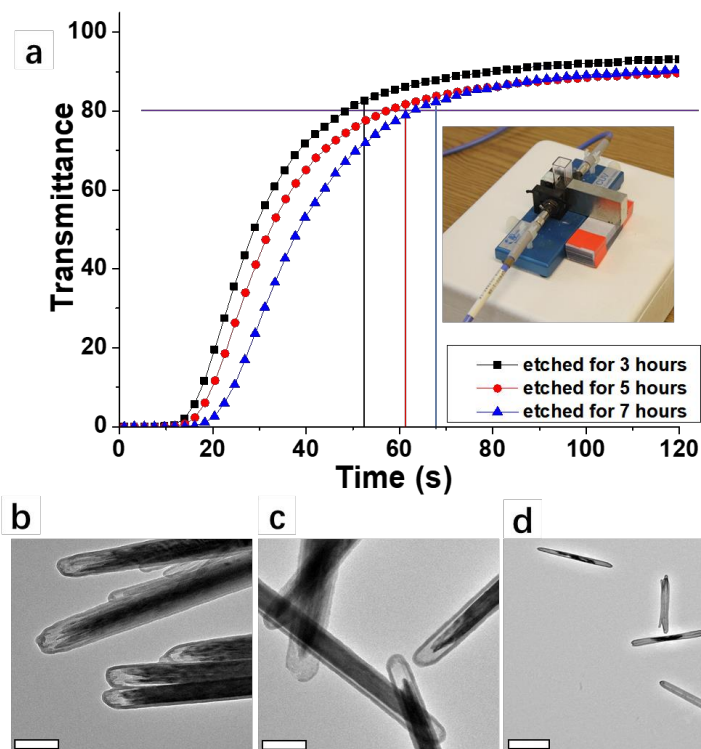 a
100
80
60
40
20
0
Transmittance
0 20 40 60 80 100 120
Time (s)
etched for 3 hours
etched for 5 hours
etched for 7 hours
b
c
d